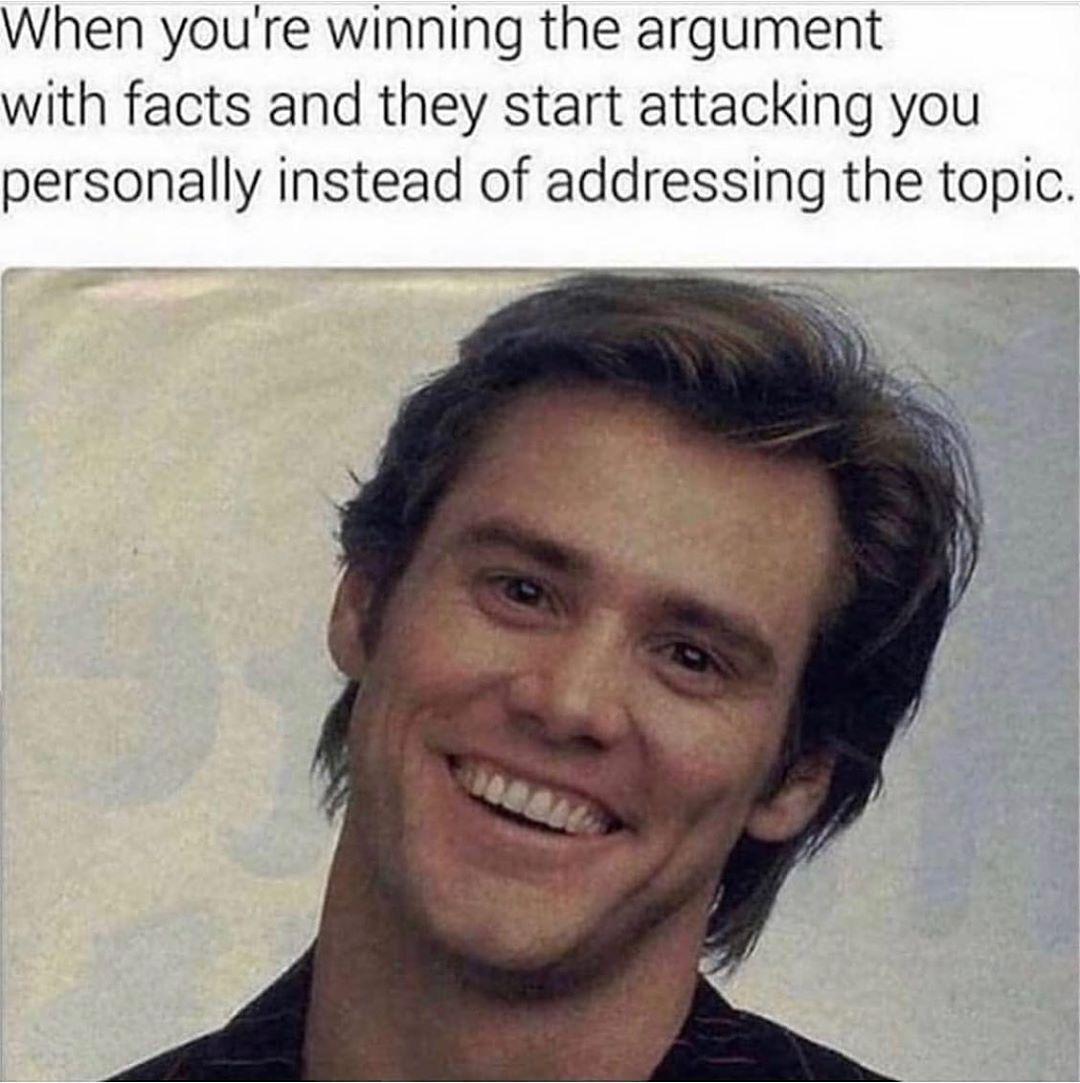 When you're winning the argument
with facts and they start attacking you
personally instead of addressing the topic.